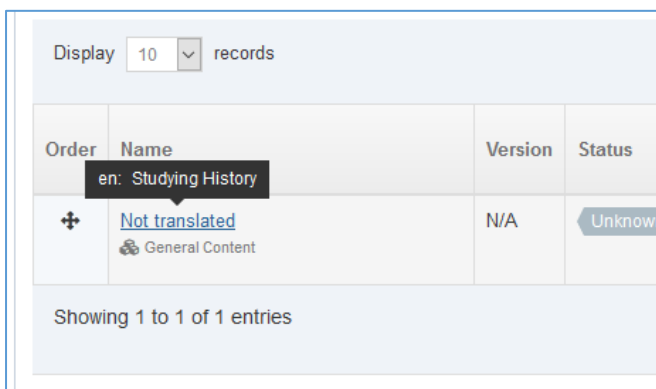 Display 10 records
Order Name Version Status
en: Studying History
Not translated N/A Unknow
General Content
Showing 1 to 1 of 1 entries